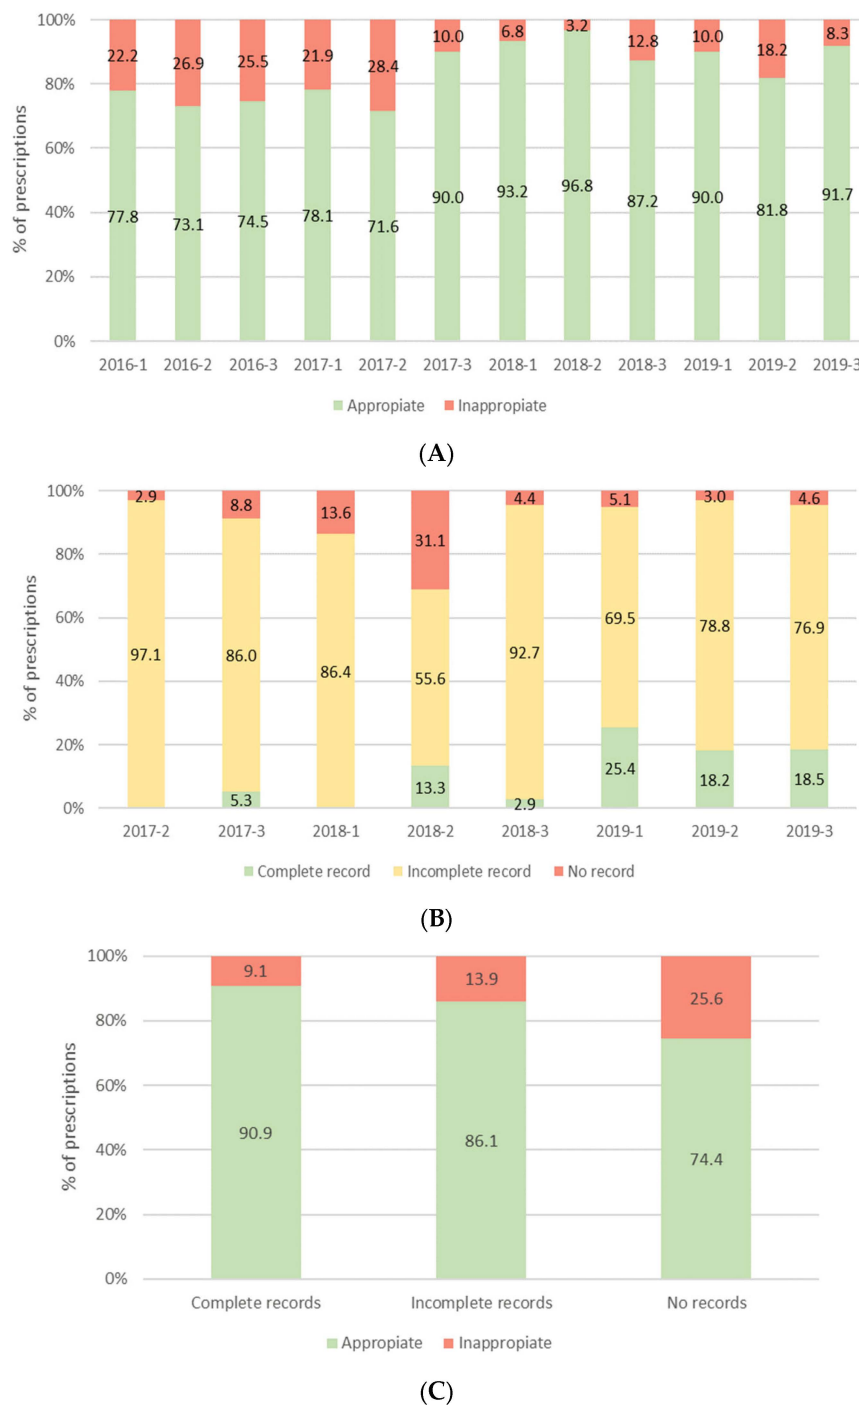 % of prescriptions
100%
80%
60%
40%
20%
0%
22.2 26.9 25.5 21.9 28.4 10.0 6.8 3.2 12.8 10.0 18.2 8.3
77.8 73.1 74.5 78.1 71.6 90.0 93.2 96.8 87.2 90.0 81.8 91.7
2016-1 2016-2 2016-3 2017-1 2017-2 2017-3 2018-1 2018-2 2018-3 2019-1 2019-2 2019-3
Appropiate Inappropiate
(A)
% of prescriptions
100%
80%
60%
40%
20%
0%
2.9 8.8 13.6 31.1 4.4 5.1 3.0 4.6
97.1 86.0 86.4 55.6 92.7 69.5 78.8 76.9
5.3 13.3 2.9 25.4 18.2 18.5
2017-2 2017-3 2018-1 2018-2 2018-3 2019-1 2019-2 2019-3
Complete record Incomplete record No record
(B)
% of prescriptions
100%
80%
60%
40%
20%
0%
9.1 13.9 25.6
90.9 86.1 74.4
Complete records Incomplete records No records
Appropiate Inappropiate
(C)